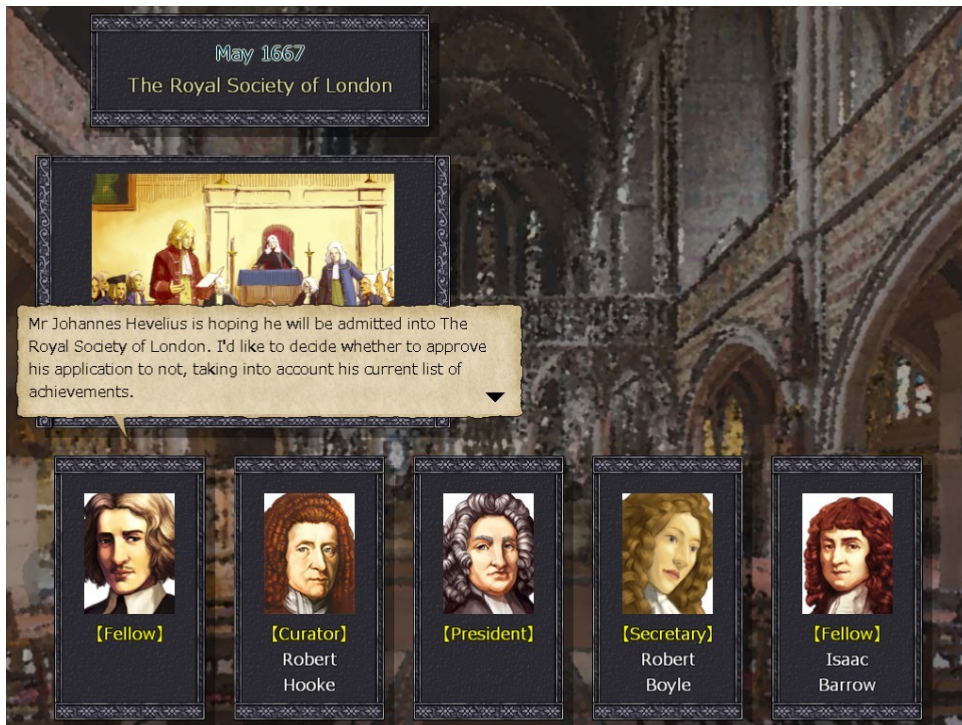 May 1667
The Royal Society of London
Mr Johannes Hevelius is hoping he will be admitted into The
Royal Society of London. I'd like to decide whether to approve
his application to not, taking into account his current list of
achievements.
【Fellow】
【Curator】
Robert
Hooke
【President】
【Secretary】
Robert
Boyle
【Fellow】
Isaac
Barrow